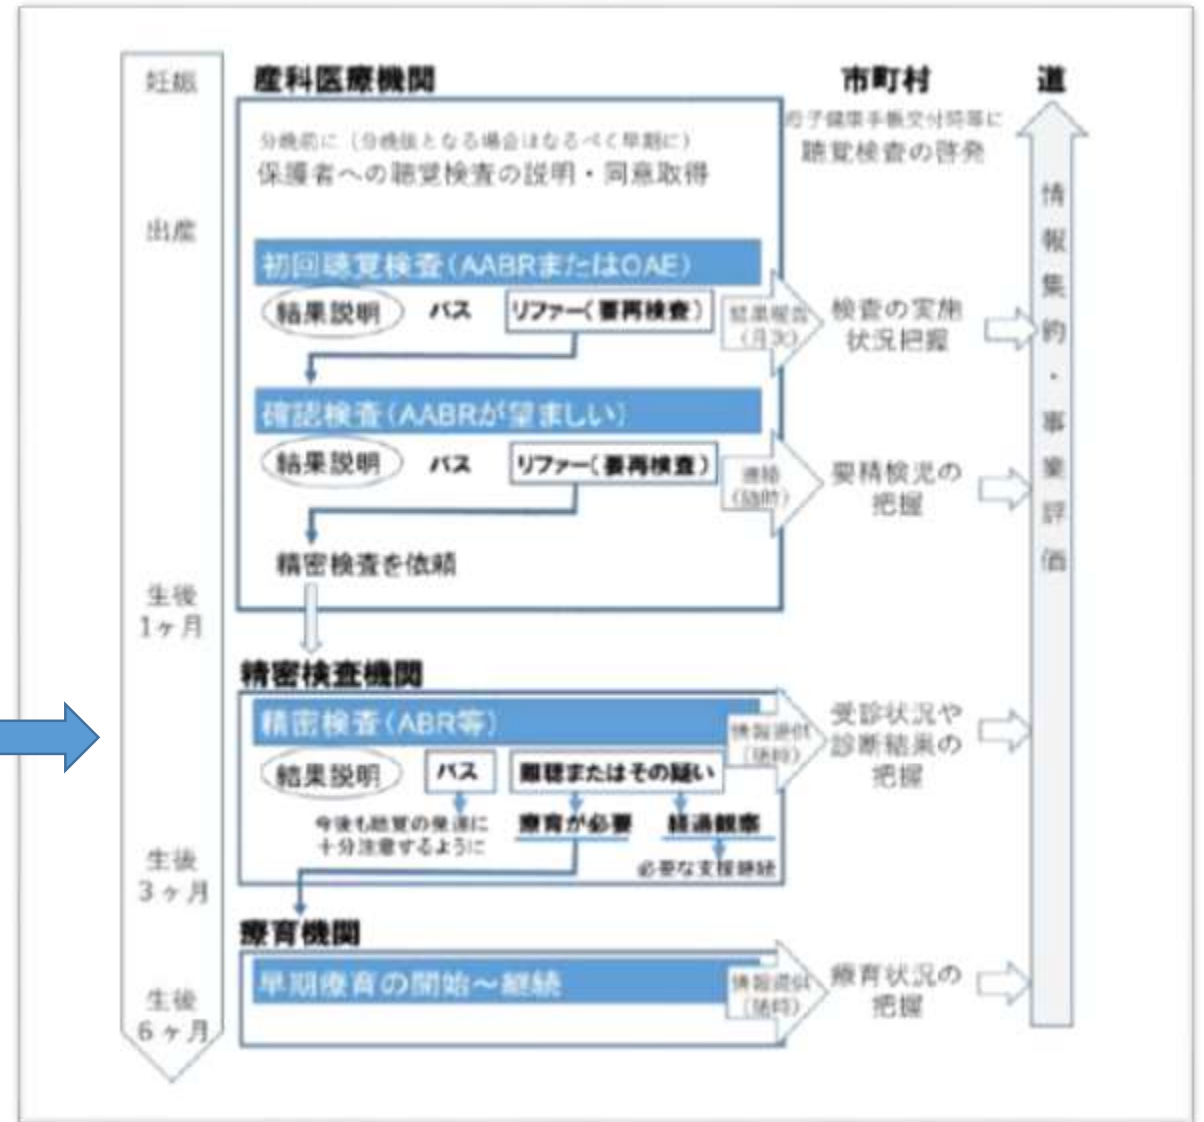 妊娠
産科医療機関
市町村
道
分娩前に（分娩後となる場合はなるべく早期に）
保護者への聴覚検査の説明・同意取得
母子健康手帳交付時等に
聴覚検査の啓発
情報集約・事業評価
出産
初回聴覚検査(AABRまたはOAE)
結果説明
パス
リファー(要再検査)
結果報告
(月次)
検査の実施
状況把握
確認検査(AABRが望ましい)
結果説明
パス
リファー(要再検査)
連絡
(随時)
要精検児の
把握
精密検査を依頼
生後
1ヶ月
精密検査機関
精密検査(ABR等)
情報提供
(随時)
受診状況や
診断結果の
把握
結果説明
パス
難聴またはその疑い
今後も聴覚の発達に
十分注意するように
療育が必要
経過観察
必要な支援継続
生後
3ヶ月
療育機関
早期療育の開始～継続
情報提供
(随時)
療育状況の
把握
生後
6ヶ月